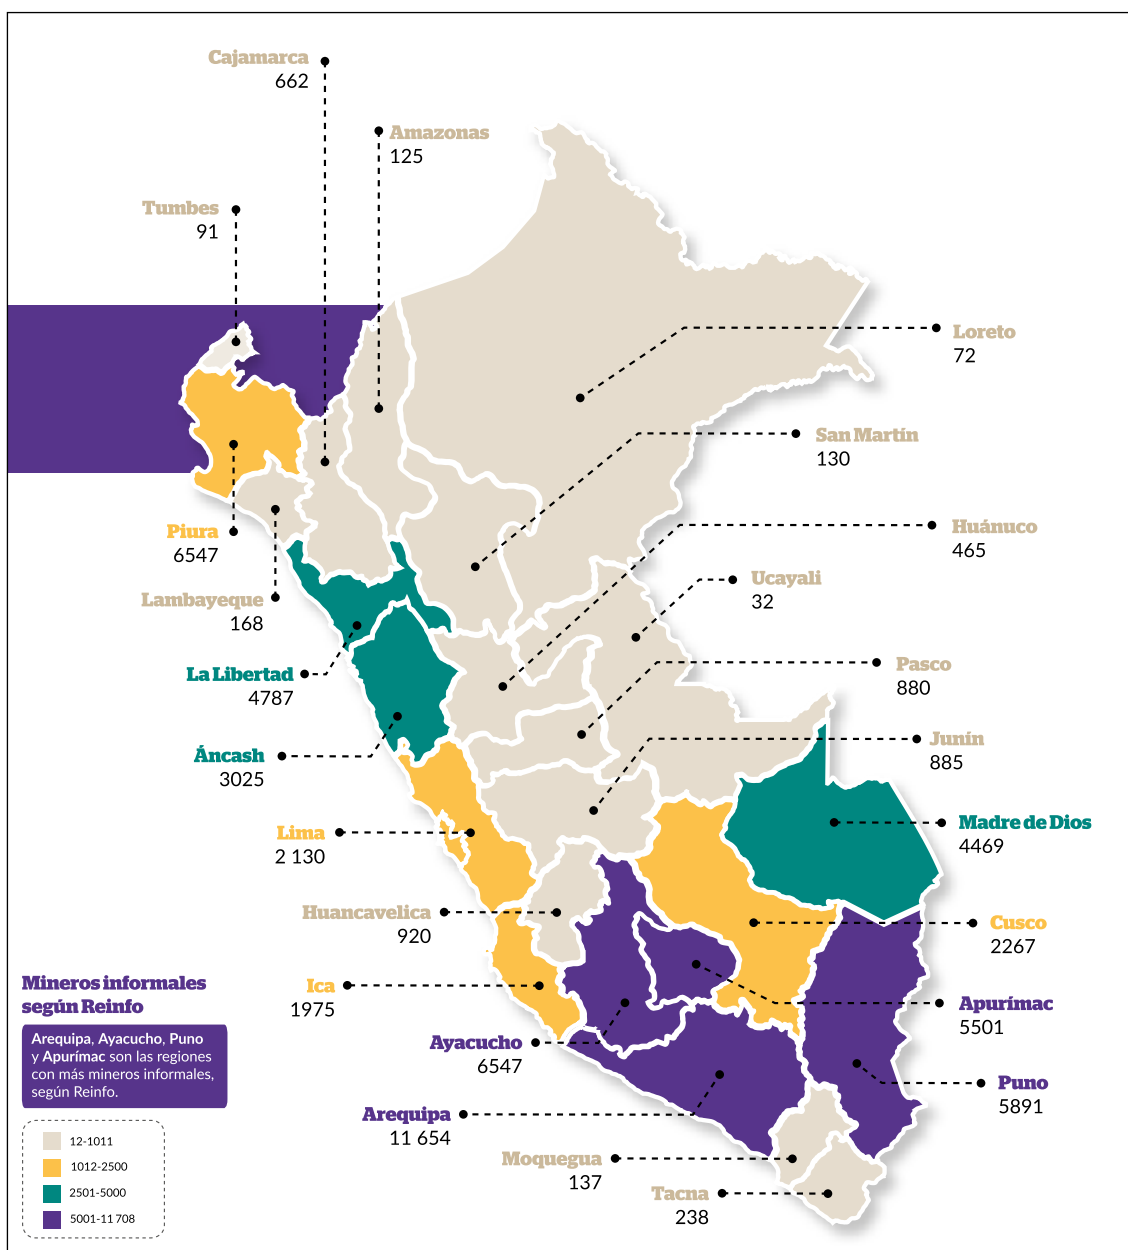 Cajamarca
662
Amazonas
125
Tumbes
91
Loreto
72
San Martín
130
Huánuco
465
Piura
6547
Ucayali
32
Lambayeque
168
Pasco
880
La Libertad
4787
Junín
885
Áncash
3025
Lima
2 130
Madre de Dios
4469
Huancavelica
920
Cusco
2267
Ica
1975
Apurímac
5501
Ayacucho
6547
Puno
5891
Arequipa
11 654
Moquegua
137
Tacna
238
Mineros informales
según Reinfo
Arequipa, Ayacucho, Puno
y Apurímac son las regiones
con más mineros informales,
según Reinfo.
12-1011
1012-2500
2501-5000
5001-11 708